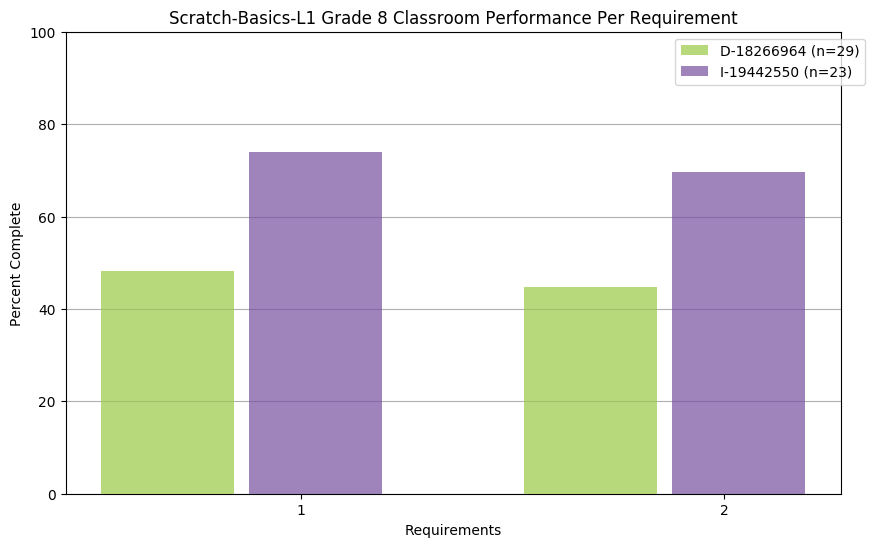 Scratch-Basics-L1 Grade 8 Classroom Performance Per Requirement
D-18266964 (n=29)
I-19442550 (n=23)
Percent Complete
100
80
60
40
20
0
1
2
Requirements